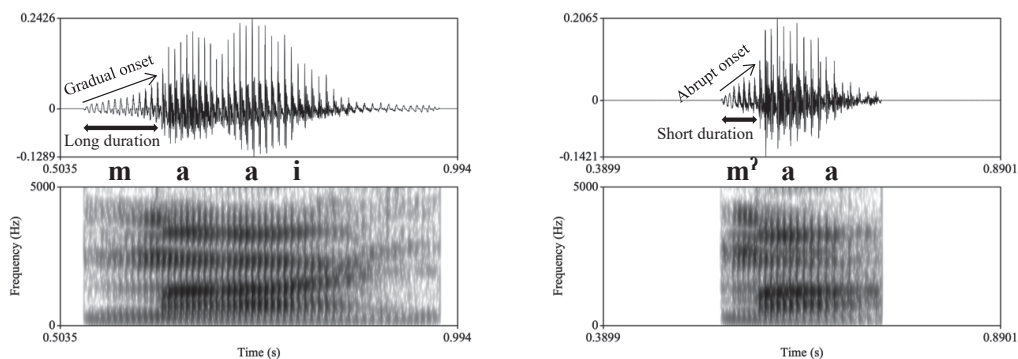 0.2426
Gradual onset
0
Long duration
-0.1289
0.5035
0.994
m a a i
5000
Frequency (Hz)
0
0.5035
0.994
Time (s)
0.2065
Abrupt onset
0
Short duration
-0.1421
0.3899
0.8901
mˀ a a
5000
Frequency (Hz)
0
0.3899
0.8901
Time (s)